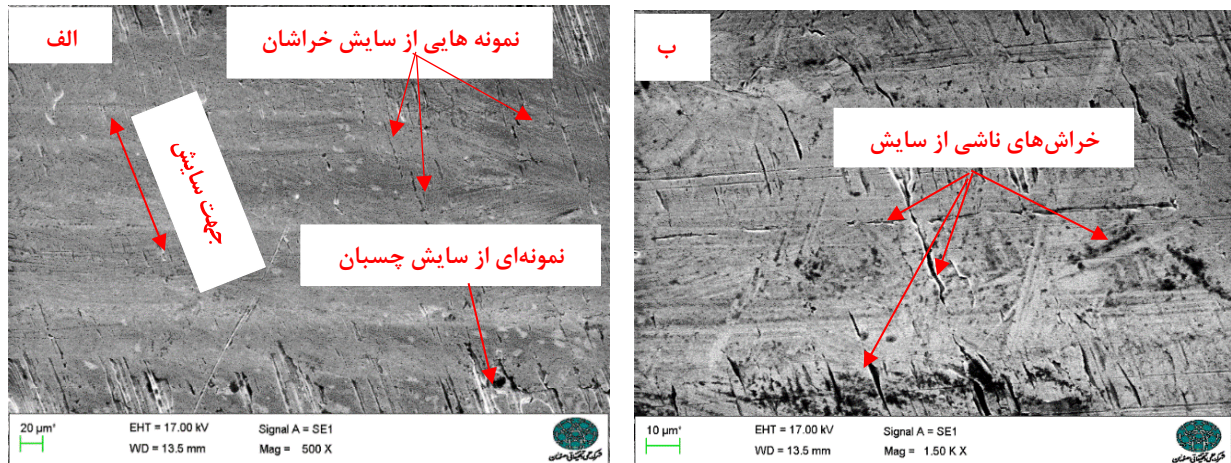 الف
نمونه هایی از سایش خراشان
جهت سایش
نمونه‌ای از سایش چسبان
20 µm*
EHT = 17.00 kV
Signal A = SE1
WD = 13.5 mm
Mag = 500 X
ب
خراش‌های ناشی از سایش
10 µm*
EHT = 17.00 kV
Signal A = SE1
WD = 13.5 mm
Mag = 1.50 K X